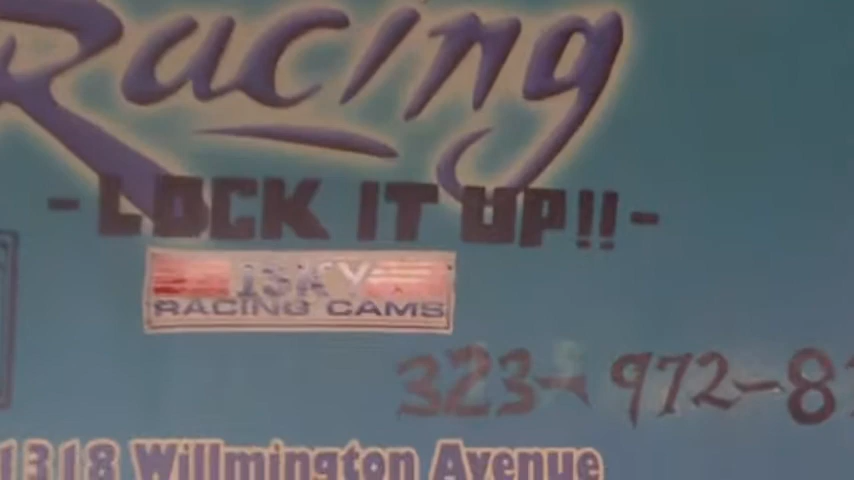 Racing
- LOCK IT UP!! -
ISKY
RACING CAMS
323-972-8
1318 Willmington Avenue